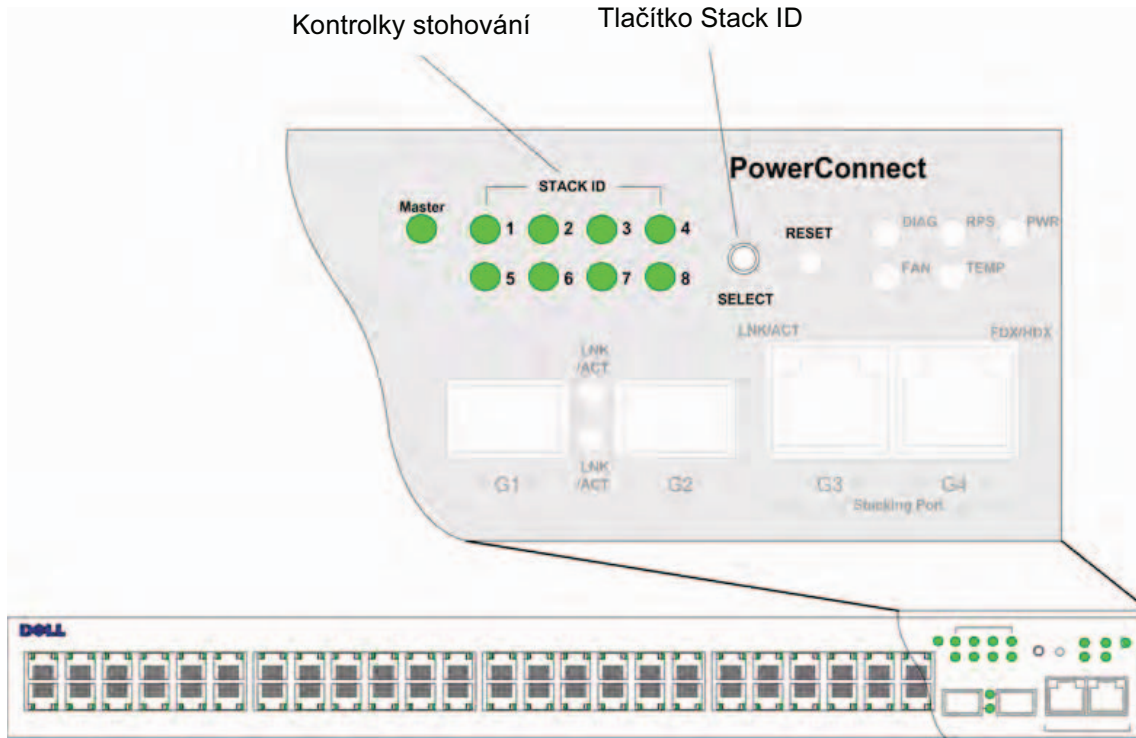 Kontrolky stohování
Tlačítko Stack ID
PowerConnect
STACK ID
Master
1 2 3 4
5 6 7 8
SELECT
RESET
DIAG RPS PWR
FAN TEMP
LNK/ACT
FDX/HDX
LNK
/ACT
LNK
/ACT
G1
G2
G3
G4
Stacking Port
DELL